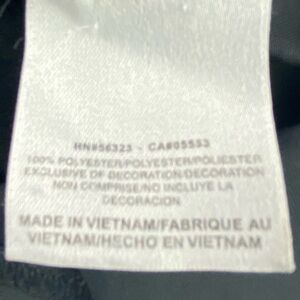 RN#56323 - CA#05553
100% POLYESTER/POLYESTER/POLIESTER
EXCLUSIVE OF DECORATION/DECORATION
NON COMPRISE/NO INCLUYE LA
DECORACION
MADE IN VIETNAM/FABRIQUE AU
VIETNAM/HECHO EN VIETNAM